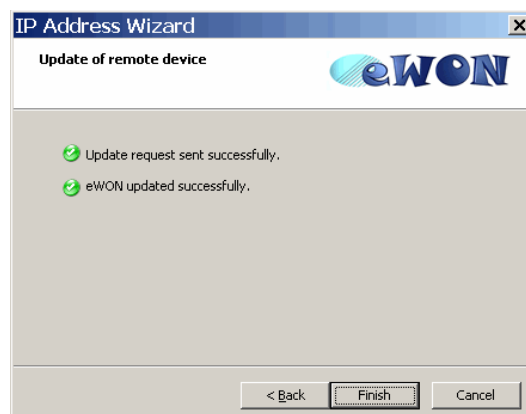 IP Address Wizard
Update of remote device
eWON
Update request sent successfully.
eWON updated successfully.
< Back
Finish
Cancel